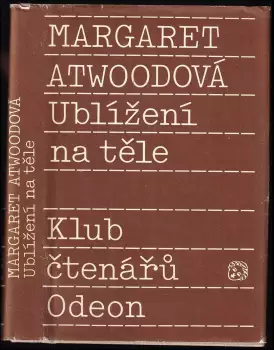 MARGARET
ATWOODOVÁ
Ublížení
na těle
Klub
čtenářů
Odeon
MARGARET ATWOODOVÁ
Ublížení na těle